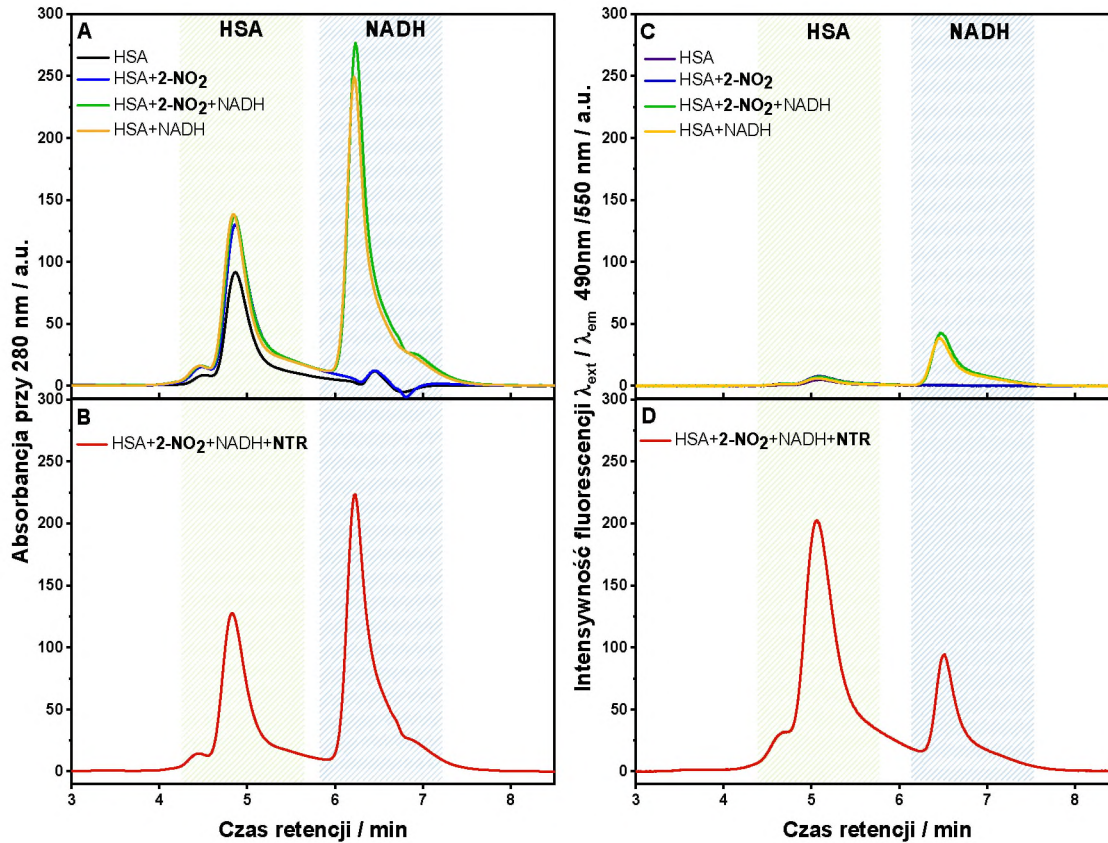 A
HSA
NADH
HSA
HSA+2-NO₂
HSA+2-NO₂+NADH
HSA+NADH
300
250
200
150
100
50
0
Absorbancja przy 280 nm / a.u.
B
HSA+2-NO₂+NADH+NTR
300
250
200
150
100
50
0
3 4 5 6 7 8
Czas retencji / min
C
HSA
NADH
HSA
HSA+2-NO₂
HSA+2-NO₂+NADH
HSA+NADH
300
250
200
150
100
50
0
Intensywność fluorescencji λext / λem 490nm /550 nm / a.u.
D
HSA+2-NO₂+NADH+NTR
300
250
200
150
100
50
0
3 4 5 6 7 8
Czas retencji / min